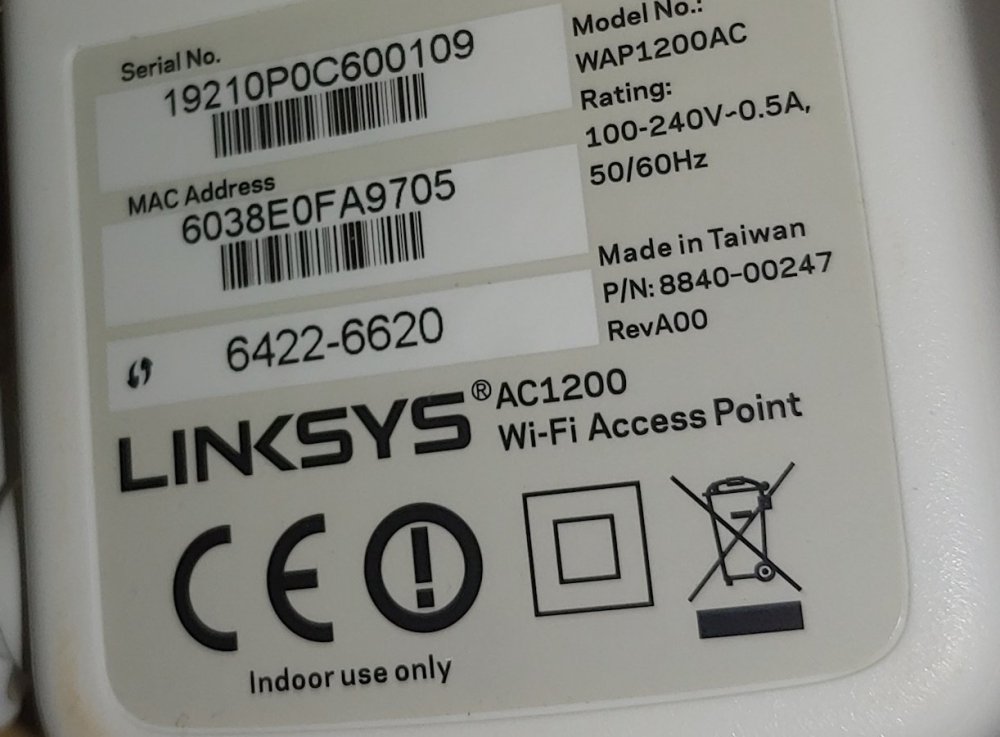 Serial No.
19210P0C600109
MAC Address
6038E0FA9705
6422-6620
Model No.:
WAP1200AC
Rating:
100-240V~0.5A,
50/60Hz
Made in Taiwan
P/N: 8840-00247
RevA00
LINKSYS® AC1200
Wi-Fi Access Point
CE
Indoor use only